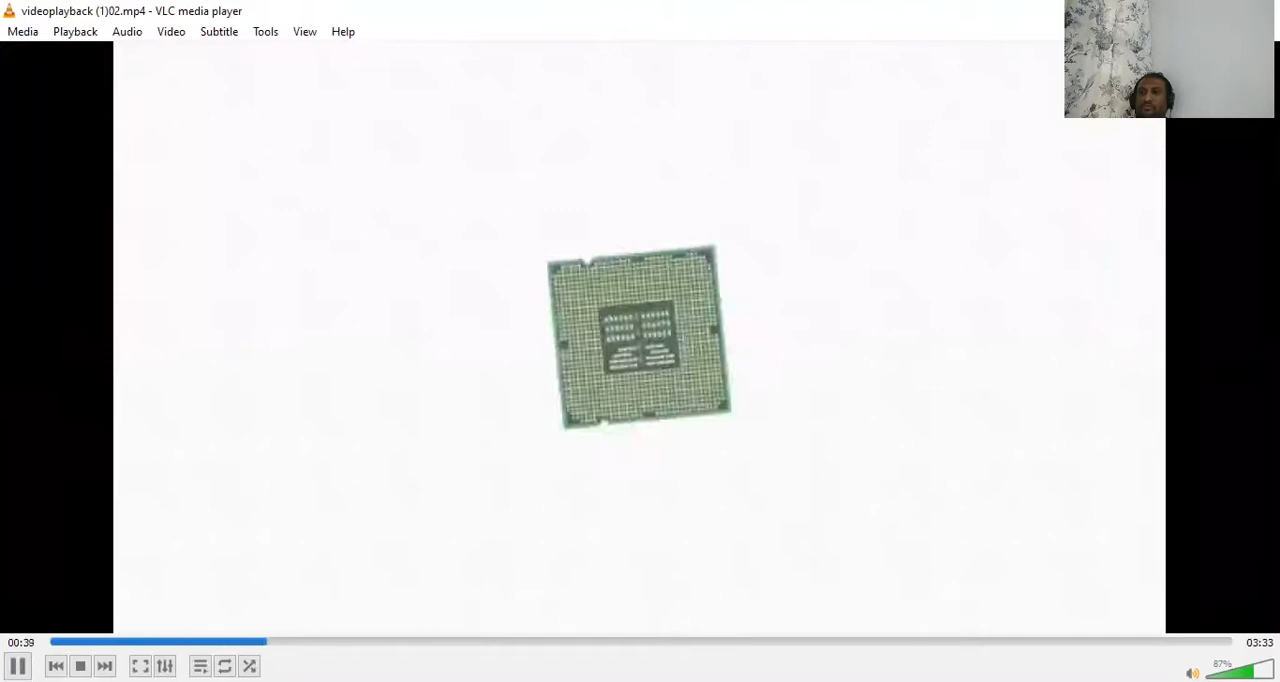 videoplayback (1)02.mp4 - VLC media player
Media Playback Audio Video Subtitle Tools View Help
00:39
03:33
87%